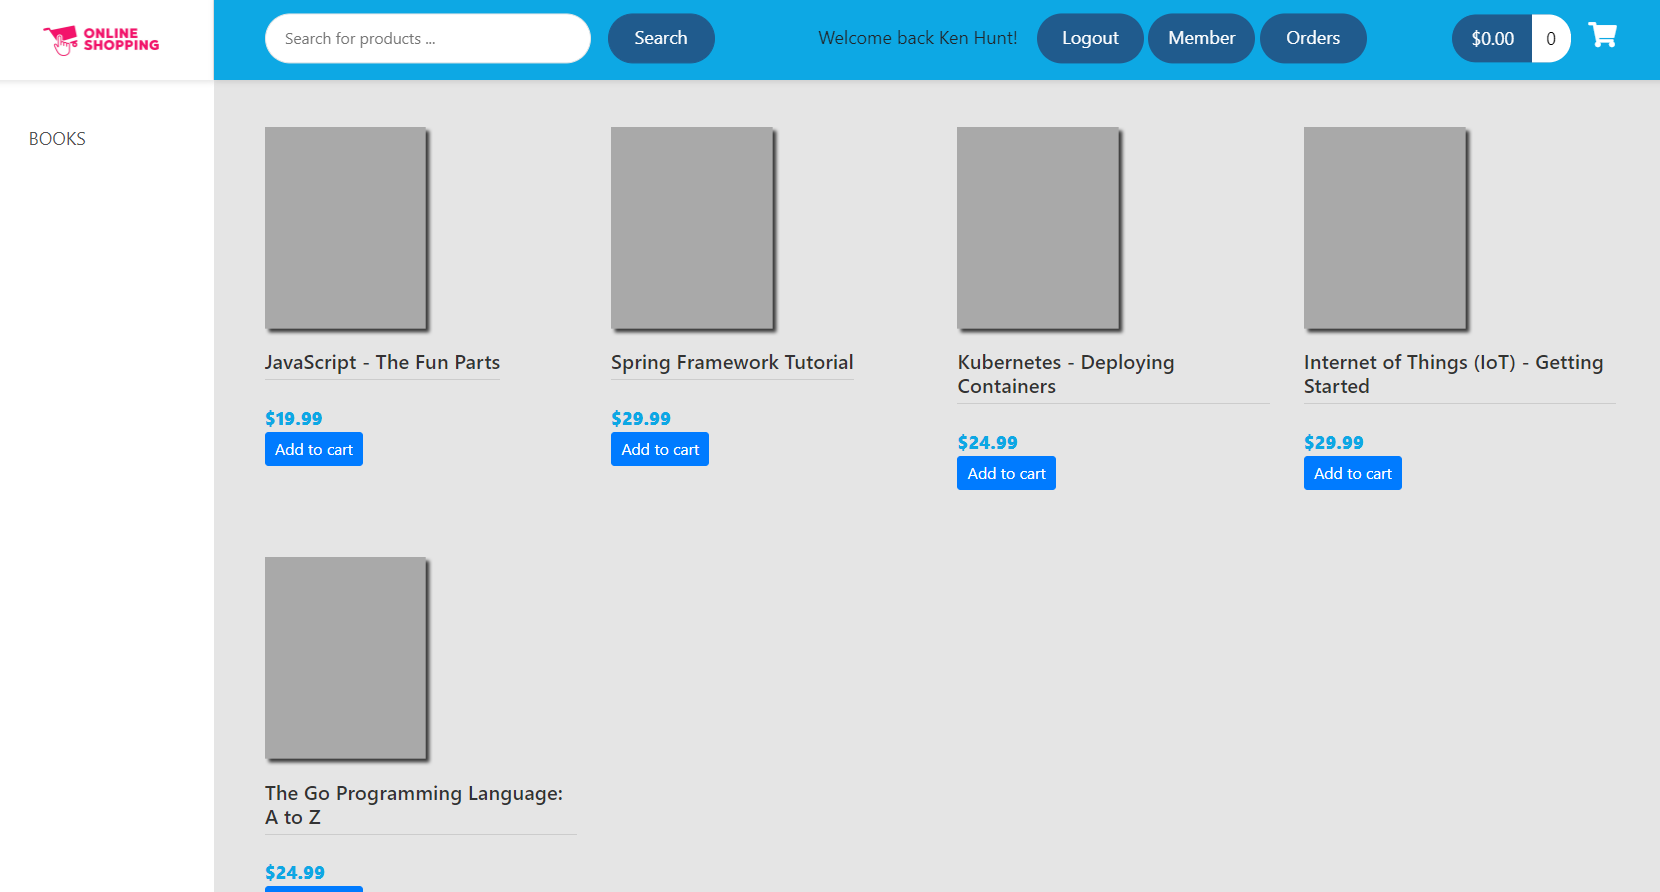 ONLINE
SHOPPING
Search for products ...
Search
Welcome back Ken Hunt!
Logout
Member
Orders
$0.00
0
BOOKS
JavaScript - The Fun Parts
$19.99
Add to cart
Spring Framework Tutorial
$29.99
Add to cart
Kubernetes - Deploying
Containers
$24.99
Add to cart
Internet of Things (IoT) - Getting
Started
$29.99
Add to cart
The Go Programming Language:
A to Z
$24.99